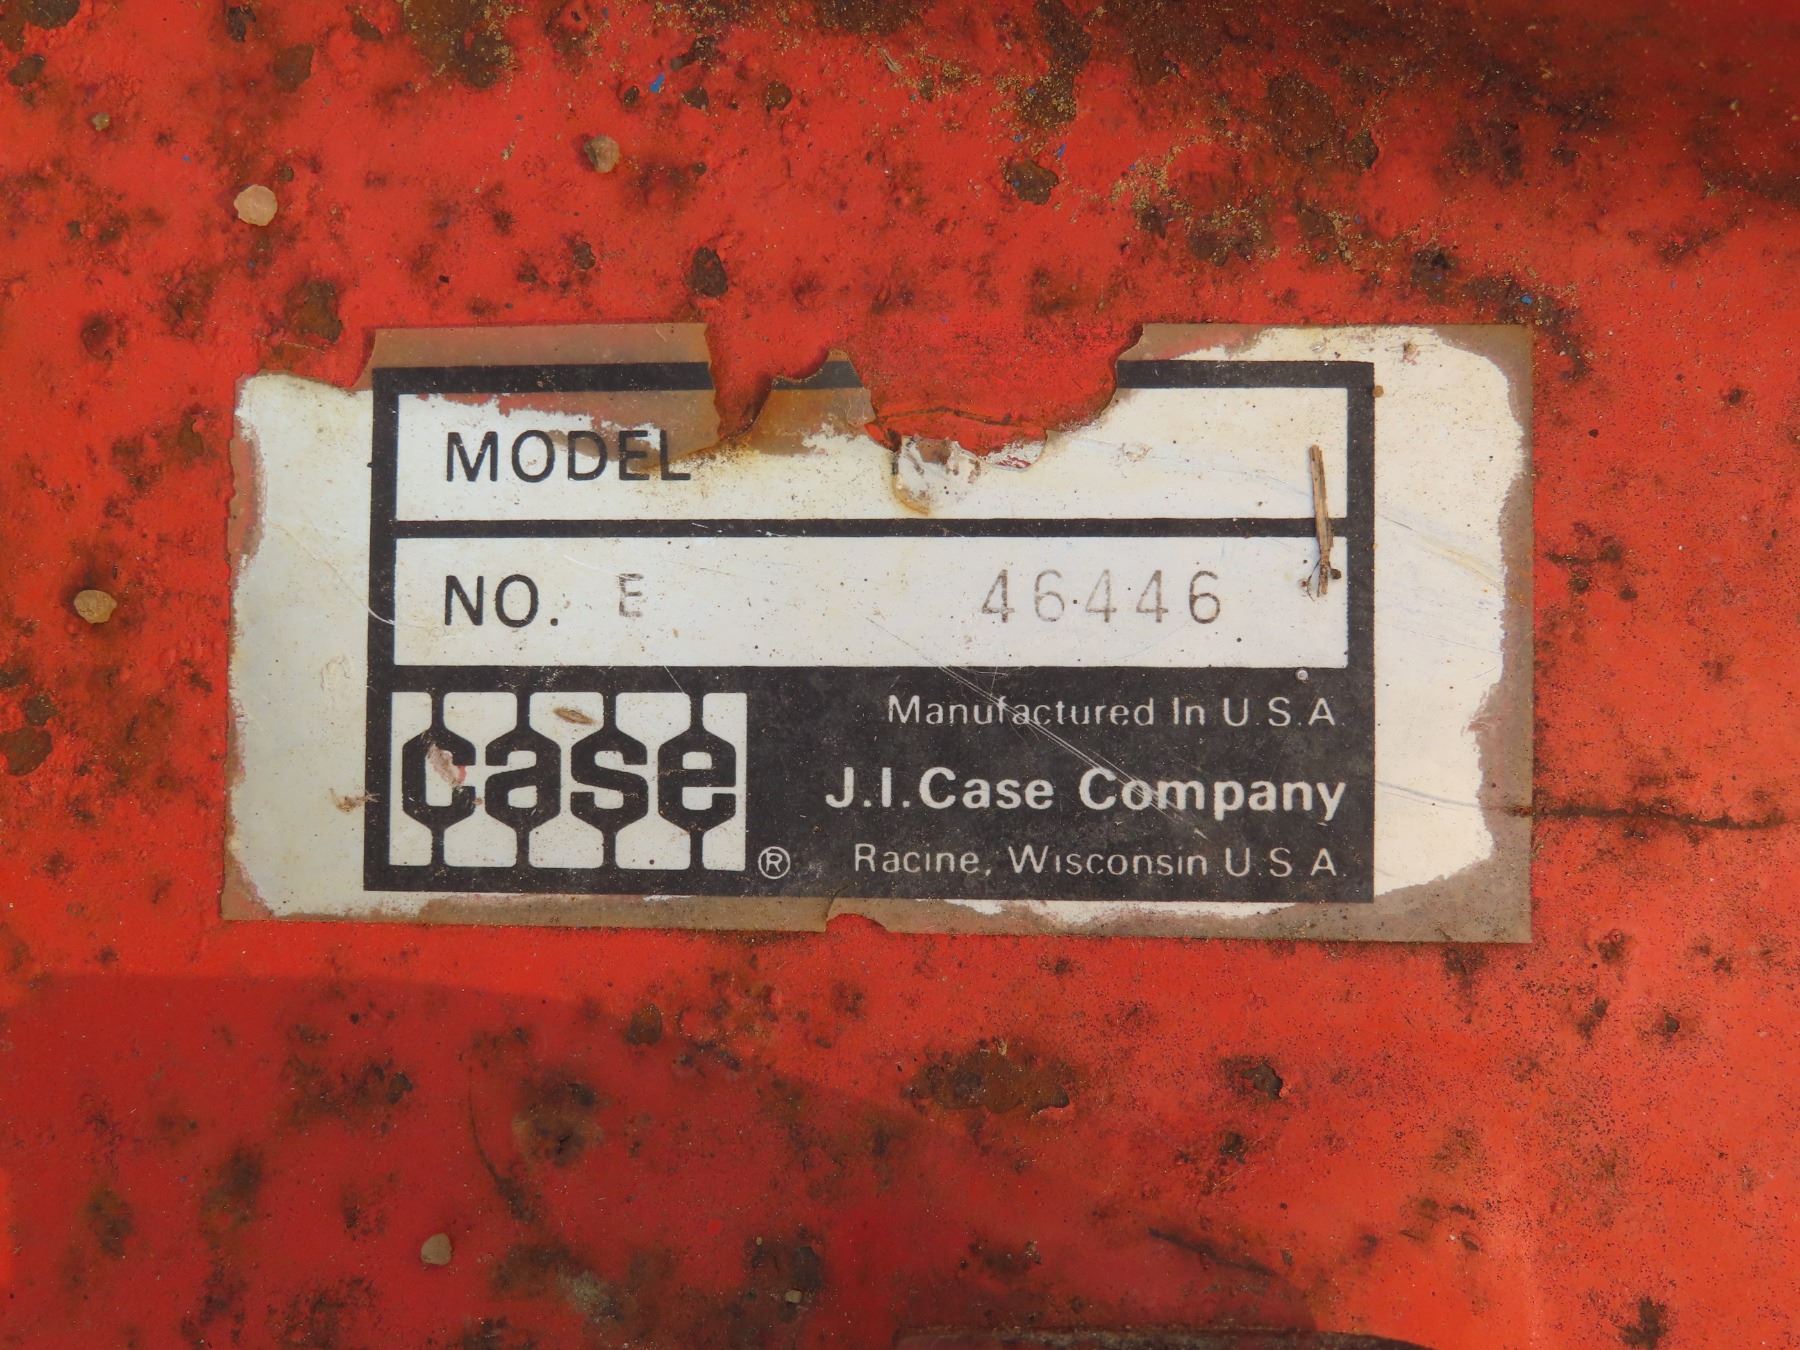 MODEL
NO. E 46446
case ®
Manufactured In U.S.A.
J.I.Case Company
Racine, Wisconsin U.S.A.